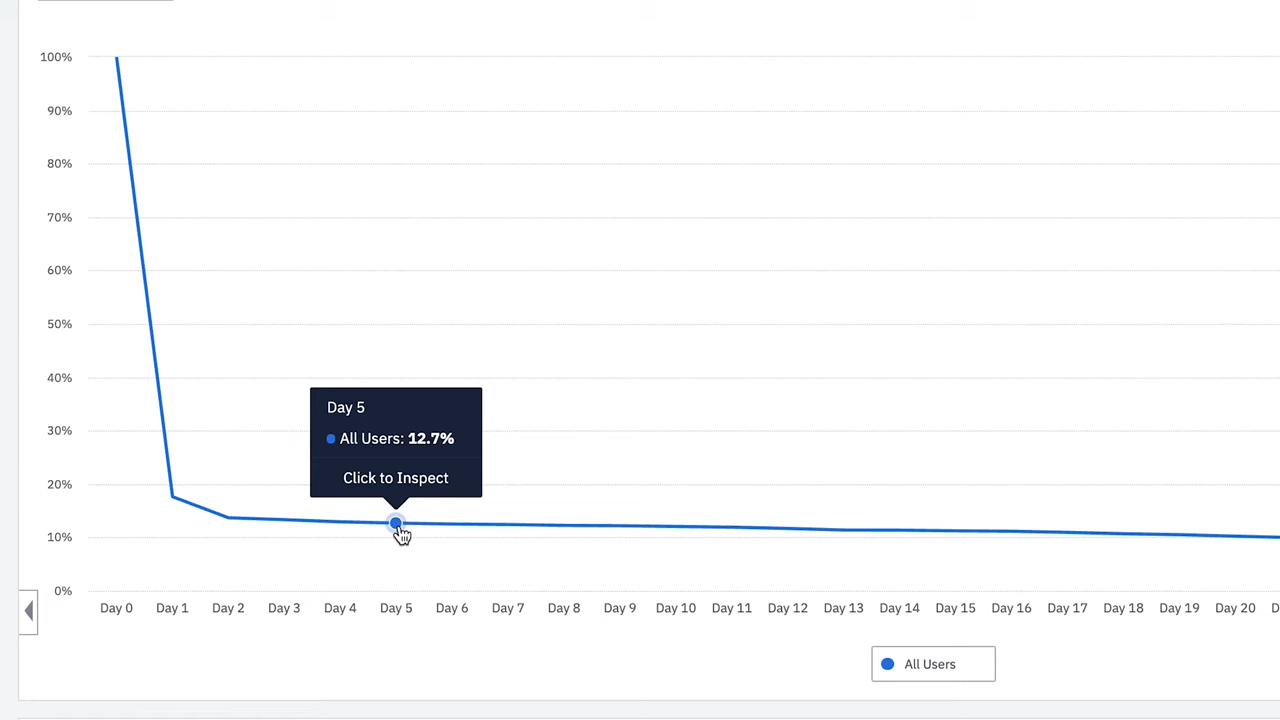 100%
90%
80%
70%
60%
50%
40%
30%
20%
10%
0%
Day 5
All Users: 12.7%
Click to Inspect
Day 0 Day 1 Day 2 Day 3 Day 4 Day 5 Day 6 Day 7 Day 8 Day 9 Day 10 Day 11 Day 12 Day 13 Day 14 Day 15 Day 16 Day 17 Day 18 Day 19 Day 20
All Users